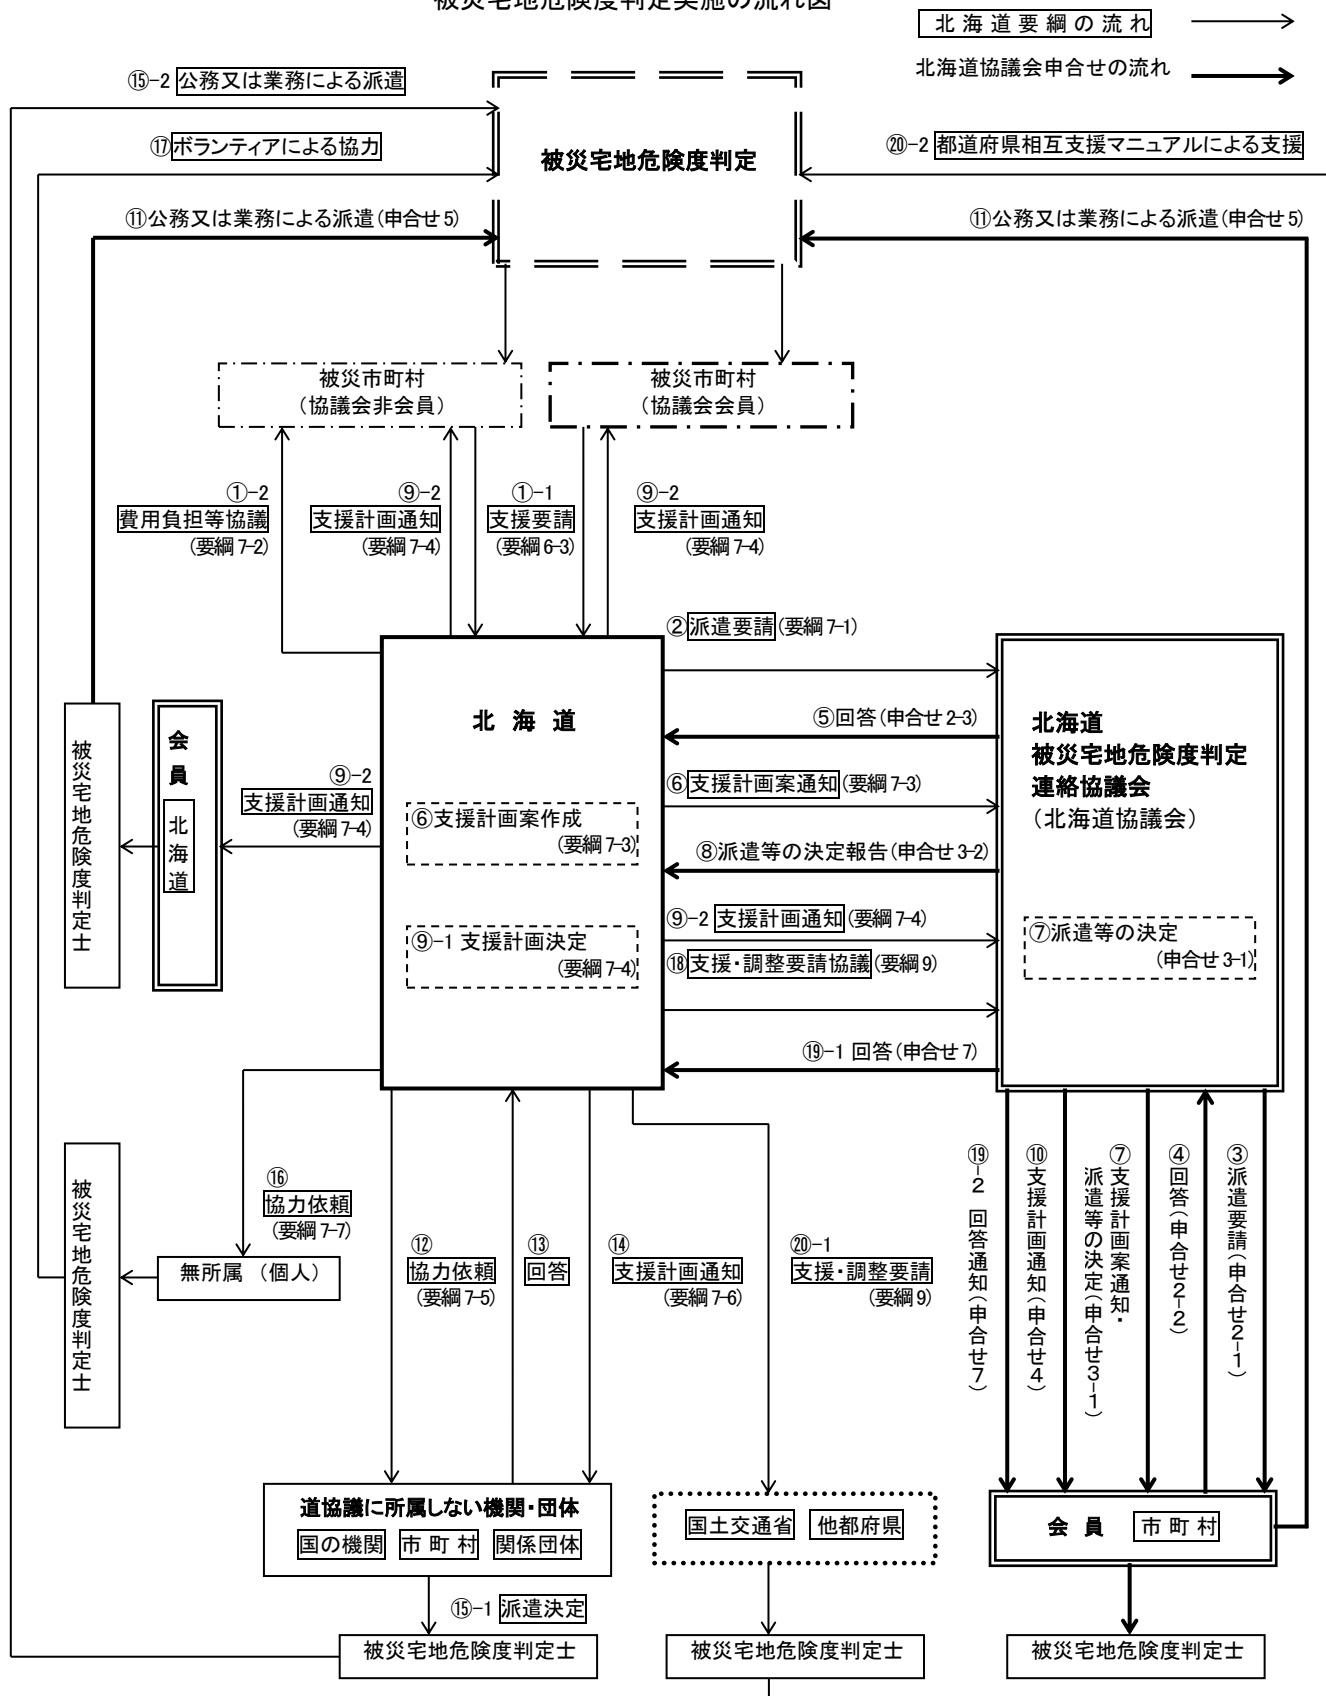 被災宅地危険度判定実施の流れ図
北海道要綱の流れ
北海道協議会申合せの流れ
⑮-2 公務又は業務による派遣
⑰ボランティアによる協力
被災宅地危険度判定
⑳-2 都道府県相互支援マニュアルによる支援
⑪公務又は業務による派遣(申合せ5)
⑪公務又は業務による派遣(申合せ5)
被災市町村
（協議会非会員）
被災市町村
（協議会会員）
①-2
費用負担等協議
(要綱7-2)
⑨-2
支援計画通知
(要綱7-4)
①-1
支援要請
(要綱6-3)
⑨-2
支援計画通知
(要綱7-4)
②派遣要請(要綱7-1)
北 海 道
⑤回答(申合せ2-3)
⑥支援計画案通知(要綱7-3)
⑥支援計画案作成
(要綱7-3)
⑧派遣等の決定報告(申合せ3-2)
⑨-2 支援計画通知(要綱7-4)
⑨-1 支援計画決定
(要綱7-4)
⑱支援・調整要請協議(要綱9)
⑲-1 回答(申合せ7)
北海道
被災宅地危険度判定
連絡協議会
（北海道協議会）
⑦派遣等の決定
(申合せ3-1)
被災宅地危険度判定士
会員
北海道
⑨-2
支援計画通知
(要綱7-4)
被災宅地危険度判定士
⑯
協力依頼
(要綱7-7)
無所属 （個人）
⑫
協力依頼
(要綱7-5)
⑬
回答
⑭
支援計画通知
(要綱7-6)
⑳-1
支援・調整要請
(要綱9)
⑲-2 回答通知(申合せ7)
⑩支援計画通知(申合せ4)
⑦支援計画案通知・
派遣等の決定(申合せ3-1)
④回答(申合せ2-2)
③派遣要請(申合せ2-1)
道協議に所属しない機関・団体
国の機関 市町村 関係団体
国土交通省 他都府県
会 員 市町村
⑮-1 派遣決定
被災宅地危険度判定士
被災宅地危険度判定士
被災宅地危険度判定士